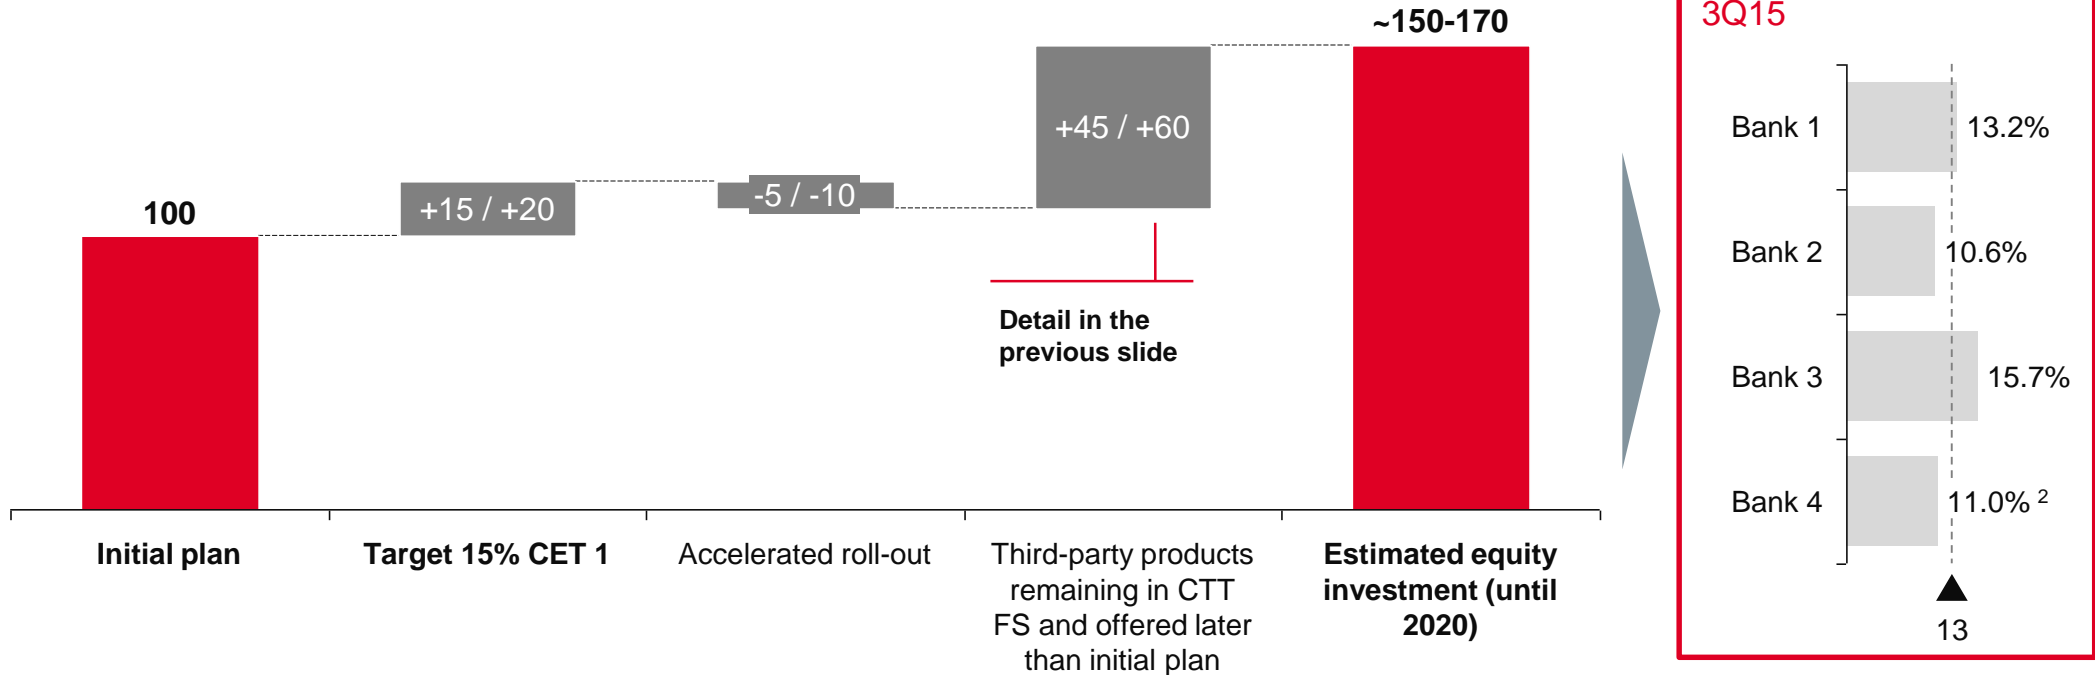 ~150-170
+45 / +60
-5 / -10
+15 / +20
100
Detail in the
previous slide
Initial plan
Target 15% CET 1
Accelerated roll-out
Third-party products
remaining in CTT
FS and offered later
than initial plan
Estimated equity
investment (until
2020)
3Q15
Bank 1 13.2%
Bank 2 10.6%
Bank 3 15.7%
Bank 4 11.0% 2
13